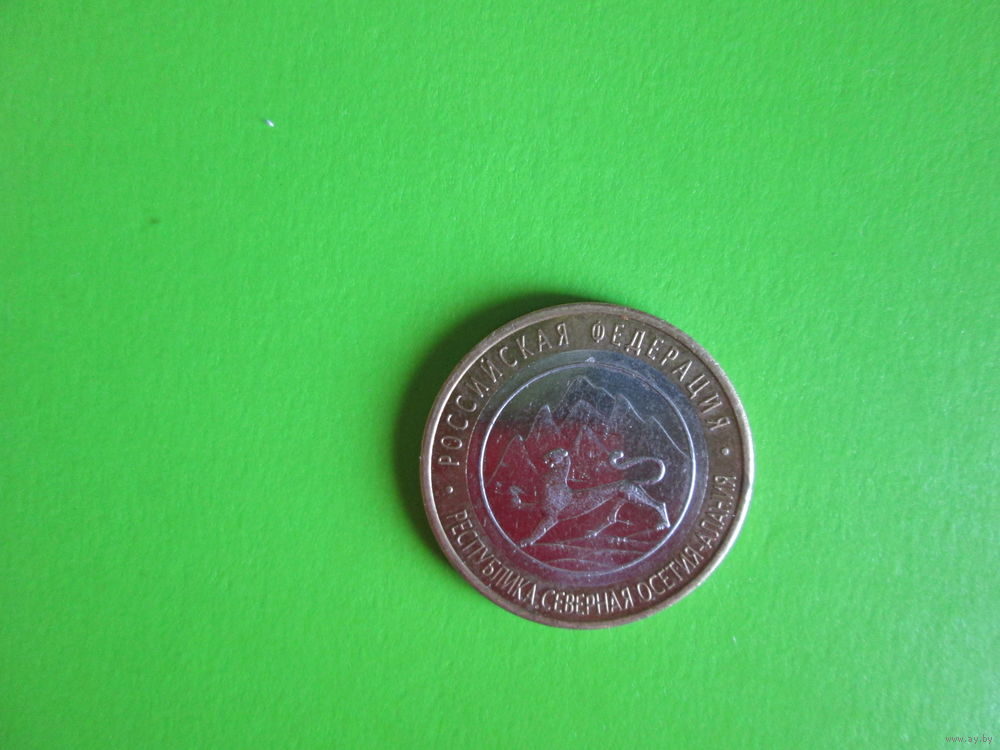 РОССИЙСКАЯ ФЕДЕРАЦИЯ
РЕСПУБЛИКА СЕВЕРНАЯ ОСЕТИЯ-АЛАНИЯ
www.ay.by